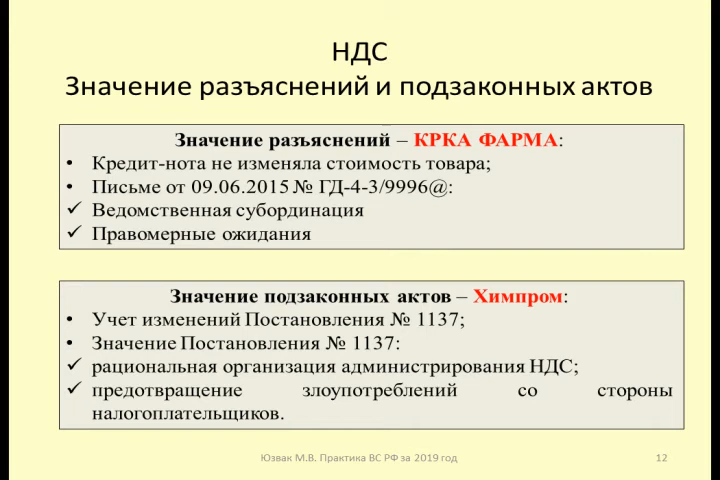 НДС
Значение разъяснений и подзаконных актов
Значение разъяснений – КРКА ФАРМА:
• Кредит-нота не изменяла стоимость товара;
• Письме от 09.06.2015 № ГД-4-3/9996@:
✓ Ведомственная субординация
✓ Правомерные ожидания
Значение подзаконных актов – Химпром:
• Учет изменений Постановления № 1137;
• Значение Постановления № 1137:
✓ рациональная организация администрирования НДС;
✓ предотвращение злоупотреблений со стороны
налогоплательщиков.
Юзвак М.В. Практика ВС РФ за 2019 год
12